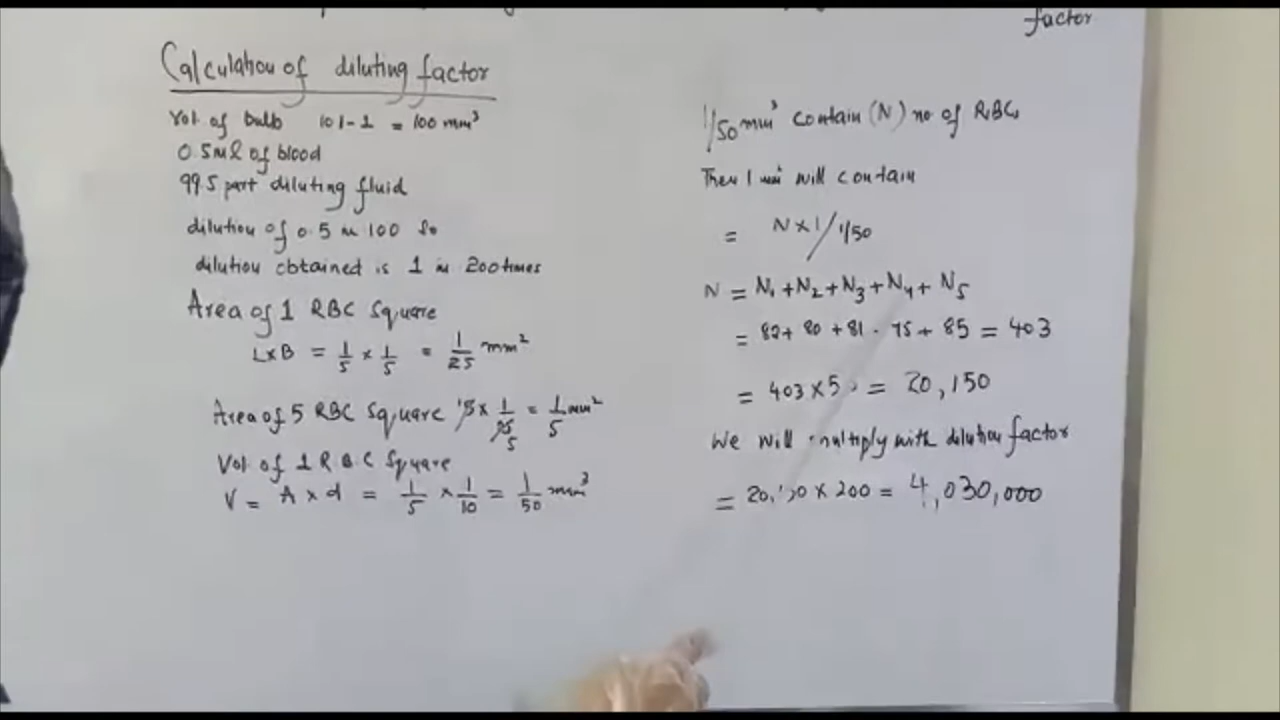 factor
Calculation of diluting factor
Vol. of bulb 101-1 = 100 mm³
0.5 ml of blood
99.5 part diluting fluid
dilution of 0.5 in 100 So
dilution obtained is 1 in 200 times
Area of 1 RBC Square
L×B = 1/5 × 1/5 = 1/25 mm²
Area of 5 RBC Square 5 × 1/25 5 = 1/5 mm²
Vol. of 1 R.B.C Square
V = A × d = 1/5 × 1/10 = 1/50 mm³
1/50 mm³ contain (N) no of RBCs
Then 1 mm³ will contain
= N×1/1/50
N = N₁ + N₂ + N₃ + N₄ + N₅
= 82+ 80 +81 + 75 + 85 = 403
= 403 × 50 = 20,150
We will multiply with dilution factor
= 20,150 × 200 = 4,030,000